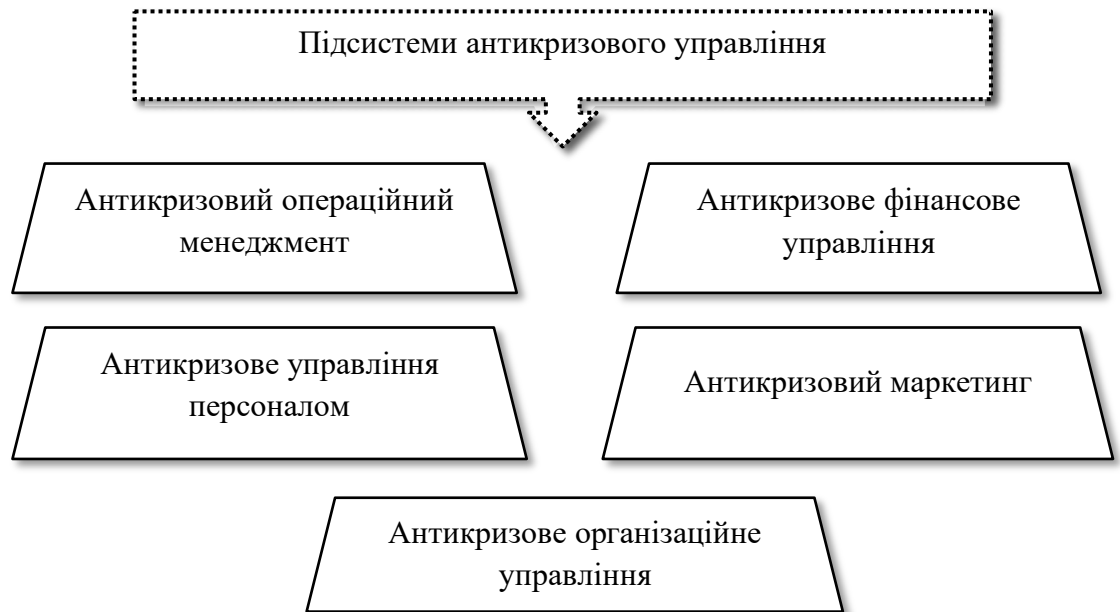 Підсистеми антикризового управління
Антикризовий операційний
менеджмент
Антикризове фінансове
управління
Антикризове управління
персоналом
Антикризовий маркетинг
Антикризове організаційне
управління